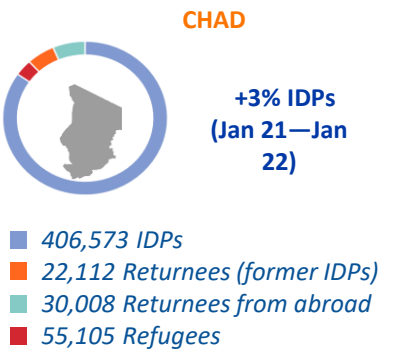 CHAD
+3% IDPs
(Jan 21—Jan
22)
406,573 IDPs
22,112 Returnees (former IDPs)
30,008 Returnees from abroad
55,105 Refugees